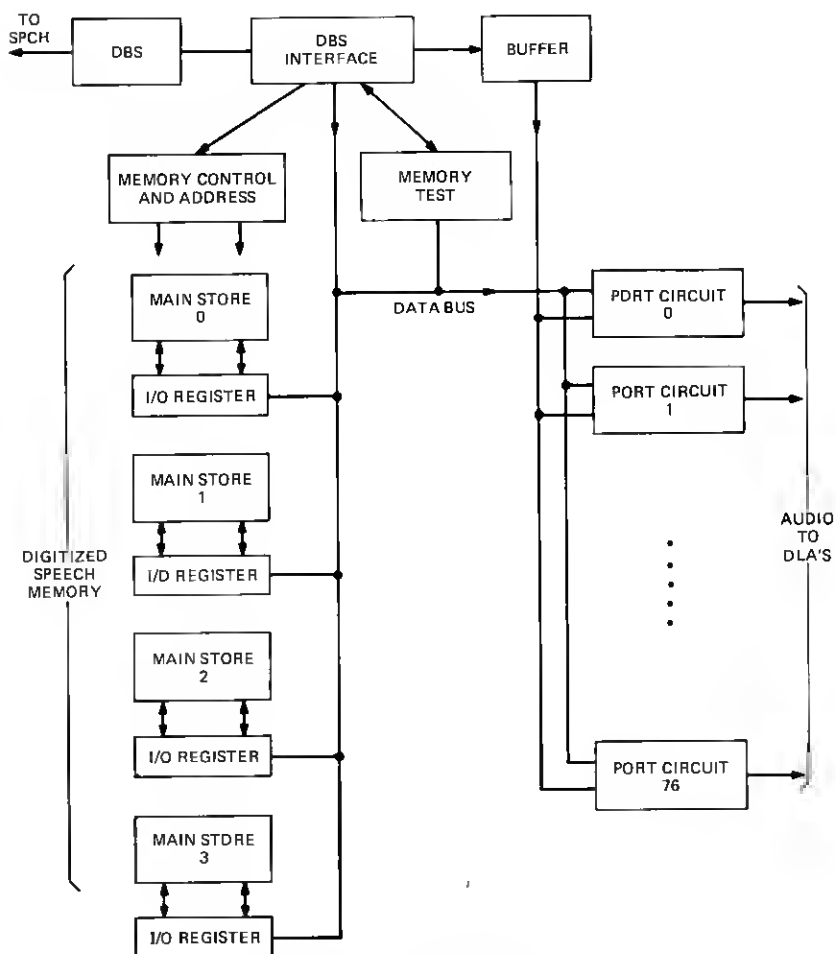 TO
SPCH
DBS
DBS
INTERFACE
BUFFER
MEMORY CONTROL
AND ADDRESS
MEMORY
TEST
MAIN STORE
0
I/O REGISTER
DATA BUS
PDRT CIRCUIT
0
PORT CIRCUIT
1
MAIN STORE
1
I/D REGISTER
DIGITIZED
SPEECH
MEMORY
AUDIO
TO
DLA'S
MAIN STORE
2
I/O REGISTER
PORT CIRCUIT
76
MAIN STDRE
3
I/O REGISTER